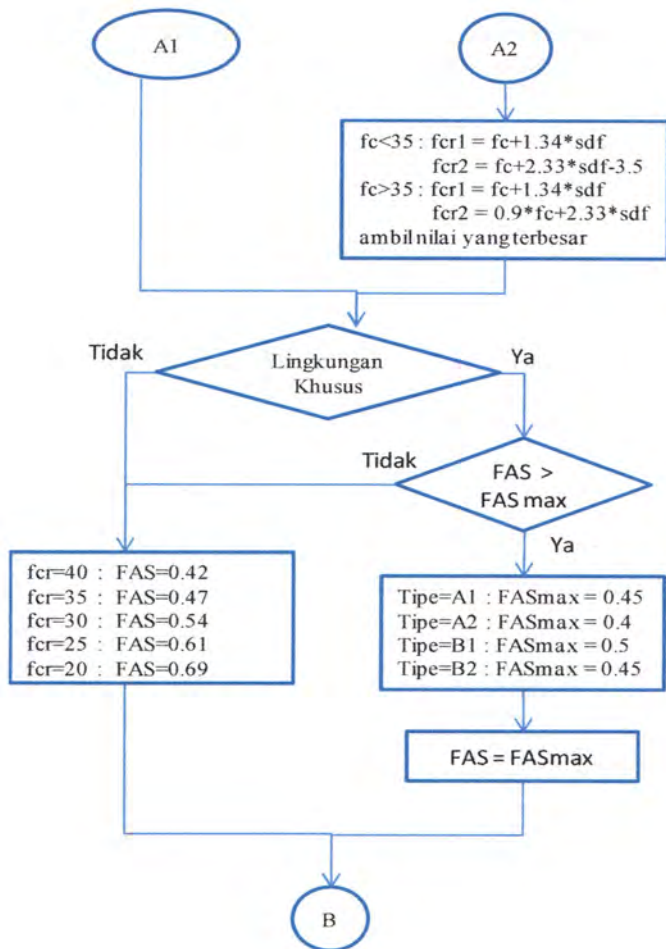 A1
A2
fc<35 : fcr1 = fc+1.34*sdf
fcr2 = fc+2.33*sdf-3.5
fc>35 : fcr1 = fc+1.34*sdf
fcr2 = 0.9*fc+2.33*sdf
ambil nilai yang terbesar
Tidak
Lingkungan
Khusus
Ya
Tidak
FAS >
FAS max
Ya
fcr=40 : FAS=0.42
fcr=35 : FAS=0.47
fcr=30 : FAS=0.54
fcr=25 : FAS=0.61
fcr=20 : FAS=0.69
Tipe=A1 : FASmax = 0.45
Tipe=A2 : FASmax = 0.4
Tipe=B1 : FASmax = 0.5
Tipe=B2 : FASmax = 0.45
FAS = FASmax
B